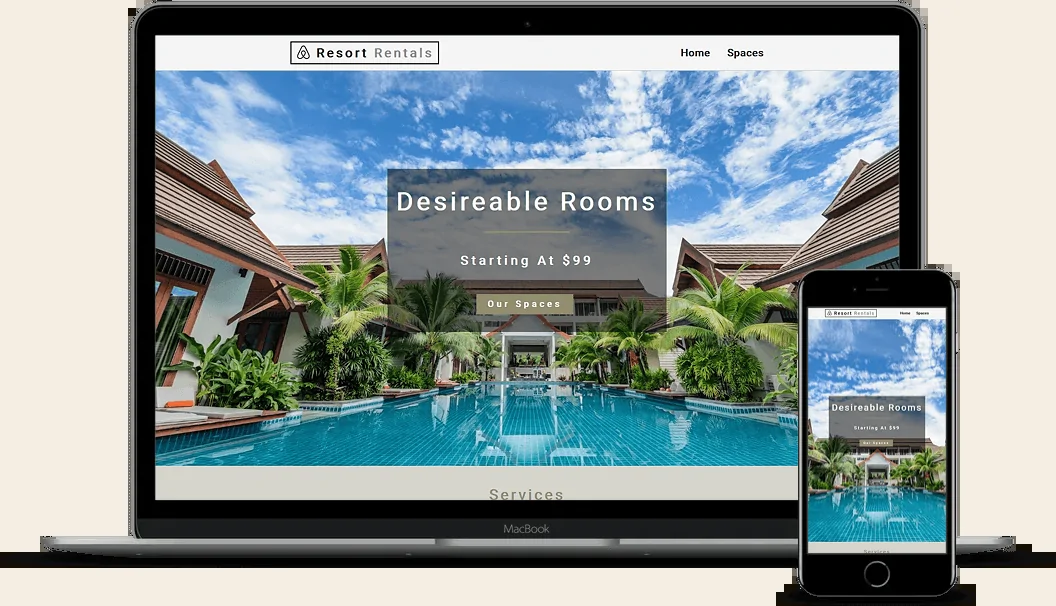 Resort Rentals
Home Spaces
Desireable Rooms
Starting At $99
Our Spaces
Services
MacBook
Resort Rentals
Home Spaces
Desireable Rooms
Starting At $99
Our Spaces
Services